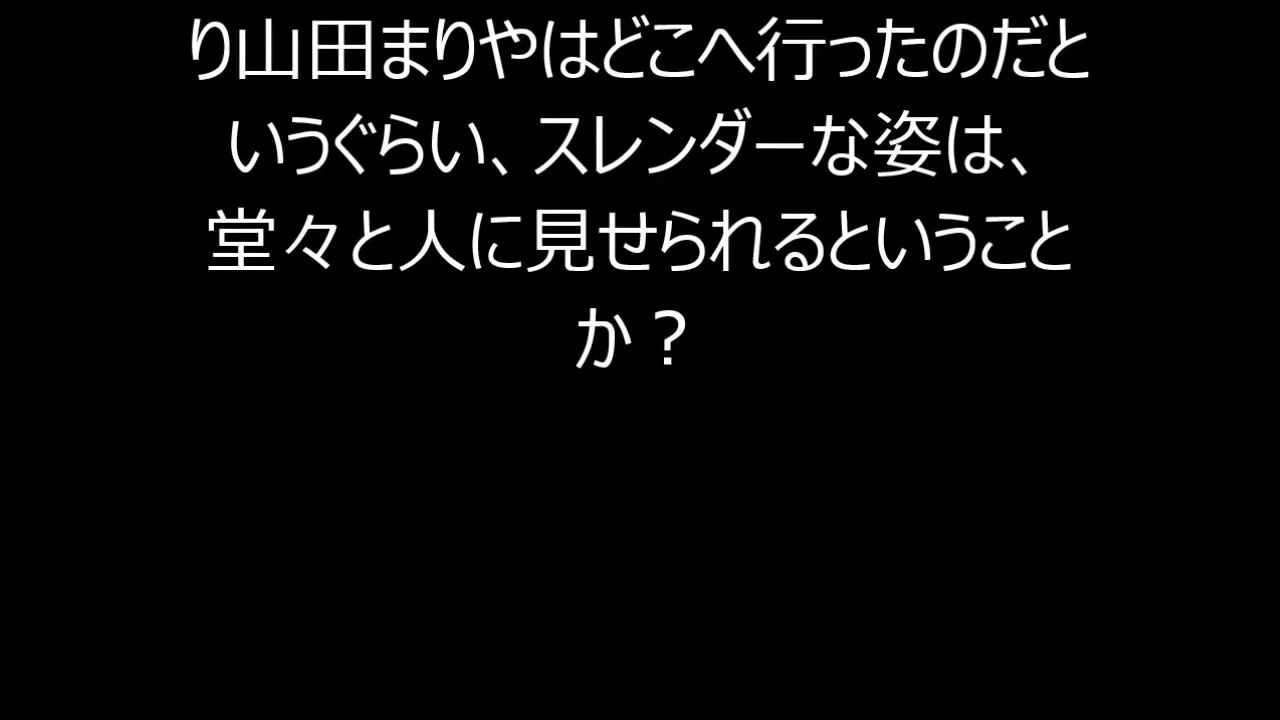 り山田まりやはどこへ行ったのだと
いうぐらい、スレンダーな姿は、
堂々と人に見せられるということ
か？